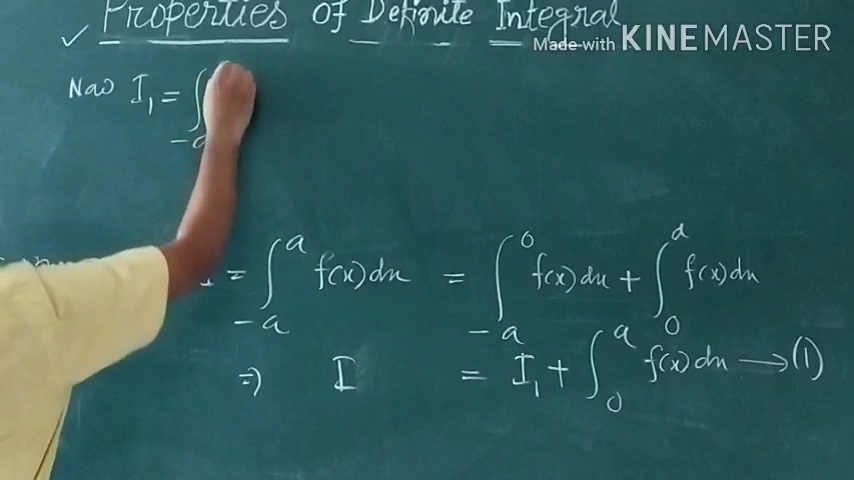 ✓ Properties Of Definite Integral
Made with KINEMASTER
Now I₁ = ∫₋ₐ
= ∫₋ₐᵃ f(x)dx = ∫₋ₐ⁰ f(x)dx + ∫₀ᵃ f(x)dx
⇒ I = I₁ + ∫₀ᵃ f(x)dx → (1)